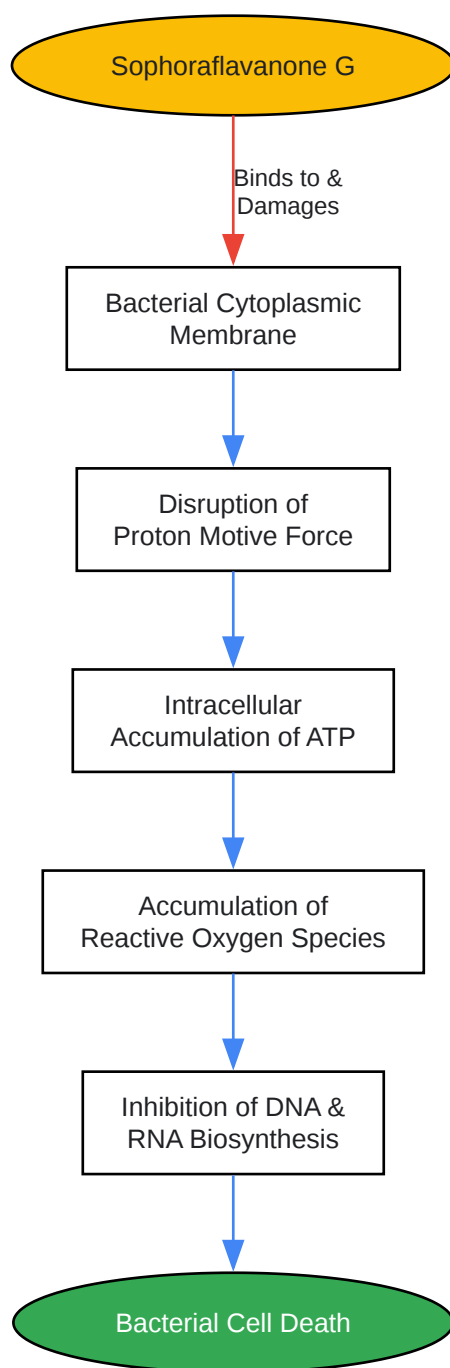 Sophoraflavanone G
Binds to &
Damages
Bacterial Cytoplasmic
Membrane
Disruption of
Proton Motive Force
Intracellular
Accumulation of ATP
Accumulation of
Reactive Oxygen Species
Inhibition of DNA &
RNA Biosynthesis
Bacterial Cell Death